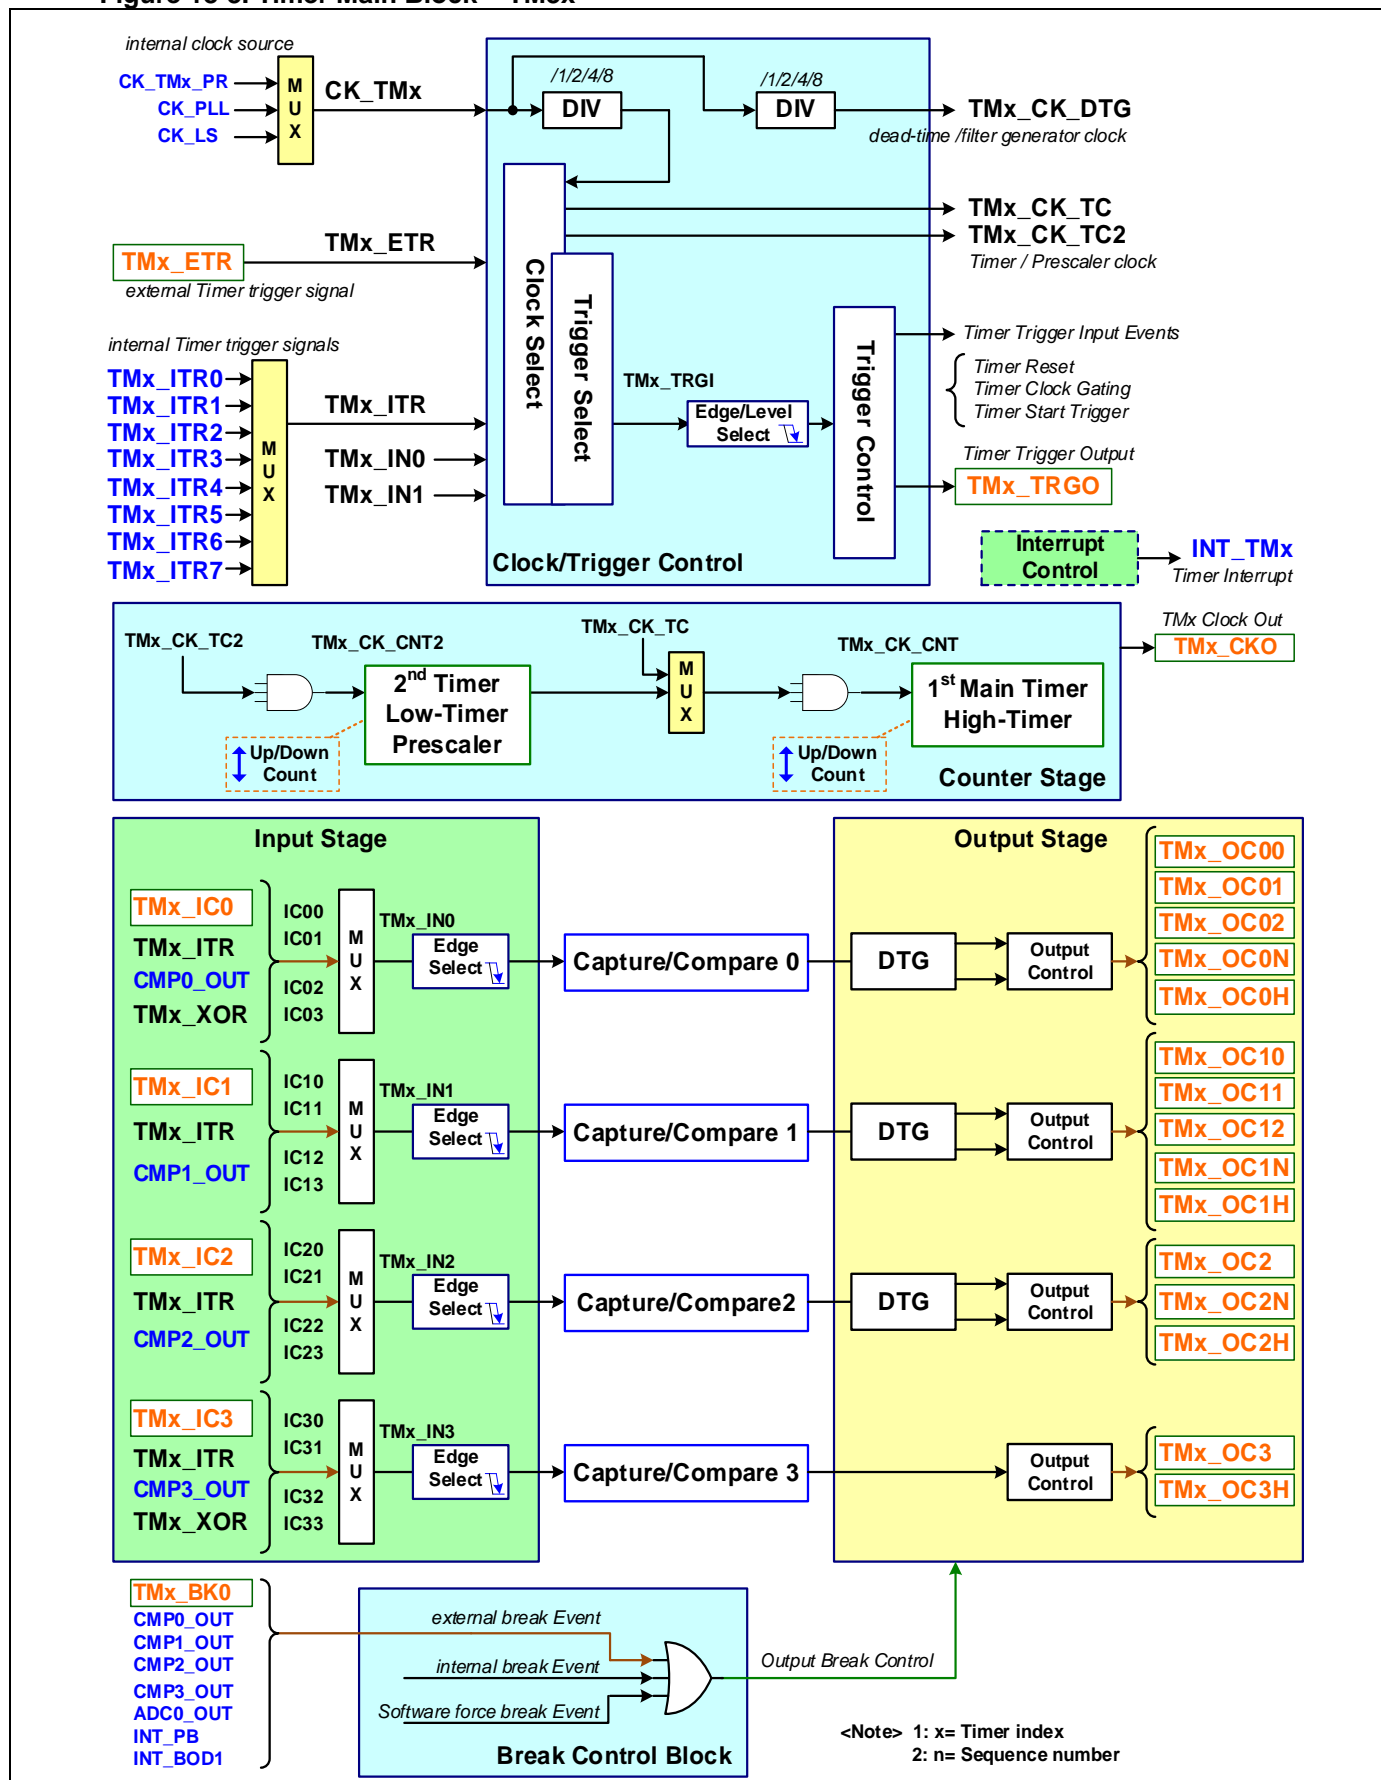 internal clock source
CK_TMx_PR
CK_PLL
CK_LS
MUX
CK_TMx
/1/2/4/8
DIV
/1/2/4/8
DIV
TMx_CK_DTG
dead-time /filter generator clock
TMx_CK_TC
TMx_CK_TC2
Timer / Prescaler clock
TMx_ETR
TMx_ETR
external Timer trigger signal
Clock Select
Trigger Select
internal Timer trigger signals
TMx_ITR0
TMx_ITR1
TMx_ITR2
TMx_ITR3
TMx_ITR4
TMx_ITR5
TMx_ITR6
TMx_ITR7
MUX
TMx_ITR
TMx_IN0
TMx_IN1
TMx_TRGI
Edge/Level
Select
Trigger Control
Timer Trigger Input Events
Timer Reset
Timer Clock Gating
Timer Start Trigger
Timer Trigger Output
TMx_TRGO
Clock/Trigger Control
Interrupt
Control
INT_TMx
Timer Interrupt
TMx_CK_TC2
TMx_CK_CNT2
2nd Timer
Low-Timer
Prescaler
Up/Down
Count
TMx_CK_TC
MUX
TMx_CK_CNT
1st Main Timer
High-Timer
Up/Down
Count
Counter Stage
TMx Clock Out
TMx_CKO
Input Stage
Output Stage
TMx_IC0
TMx_ITR
CMP0_OUT
TMx_XOR
IC00
IC01
IC02
IC03
MUX
TMx_IN0
Edge
Select
Capture/Compare 0
DTG
Output
Control
TMx_OC00
TMx_OC01
TMx_OC02
TMx_OC0N
TMx_OC0H
TMx_IC1
TMx_ITR
CMP1_OUT
IC10
IC11
IC12
IC13
MUX
TMx_IN1
Edge
Select
Capture/Compare 1
DTG
Output
Control
TMx_OC10
TMx_OC11
TMx_OC12
TMx_OC1N
TMx_OC1H
TMx_IC2
TMx_ITR
CMP2_OUT
IC20
IC21
IC22
IC23
MUX
TMx_IN2
Edge
Select
Capture/Compare2
DTG
Output
Control
TMx_OC2
TMx_OC2N
TMx_OC2H
TMx_IC3
TMx_ITR
CMP3_OUT
TMx_XOR
IC30
IC31
IC32
IC33
MUX
TMx_IN3
Edge
Select
Capture/Compare 3
Output
Control
TMx_OC3
TMx_OC3H
TMx_BK0
CMP0_OUT
CMP1_OUT
CMP2_OUT
CMP3_OUT
ADC0_OUT
INT_PB
INT_BOD1
external break Event
internal break Event
Software force break Event
Break Control Block
Output Break Control
<Note> 1: x= Timer index
2: n= Sequence number